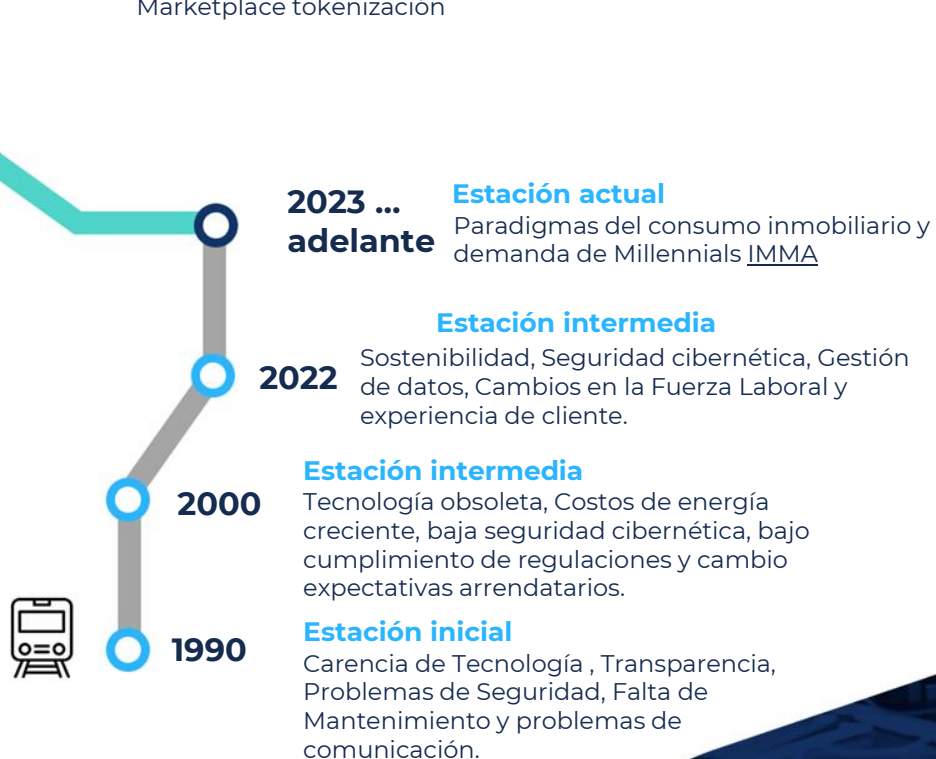 Marketplace tokenización
2023 ...
adelante
Estación actual
Paradigmas del consumo inmobiliario y
demanda de Millennials IMMA
Estación intermedia
2022
Sostenibilidad, Seguridad cibernética, Gestión
de datos, Cambios en la Fuerza Laboral y
experiencia de cliente.
Estación intermedia
2000
Tecnología obsoleta, Costos de energía
creciente, baja seguridad cibernética, bajo
cumplimiento de regulaciones y cambio
expectativas arrendatarios.
Estación inicial
1990
Carencia de Tecnología , Transparencia,
Problemas de Seguridad, Falta de
Mantenimiento y problemas de
comunicación.